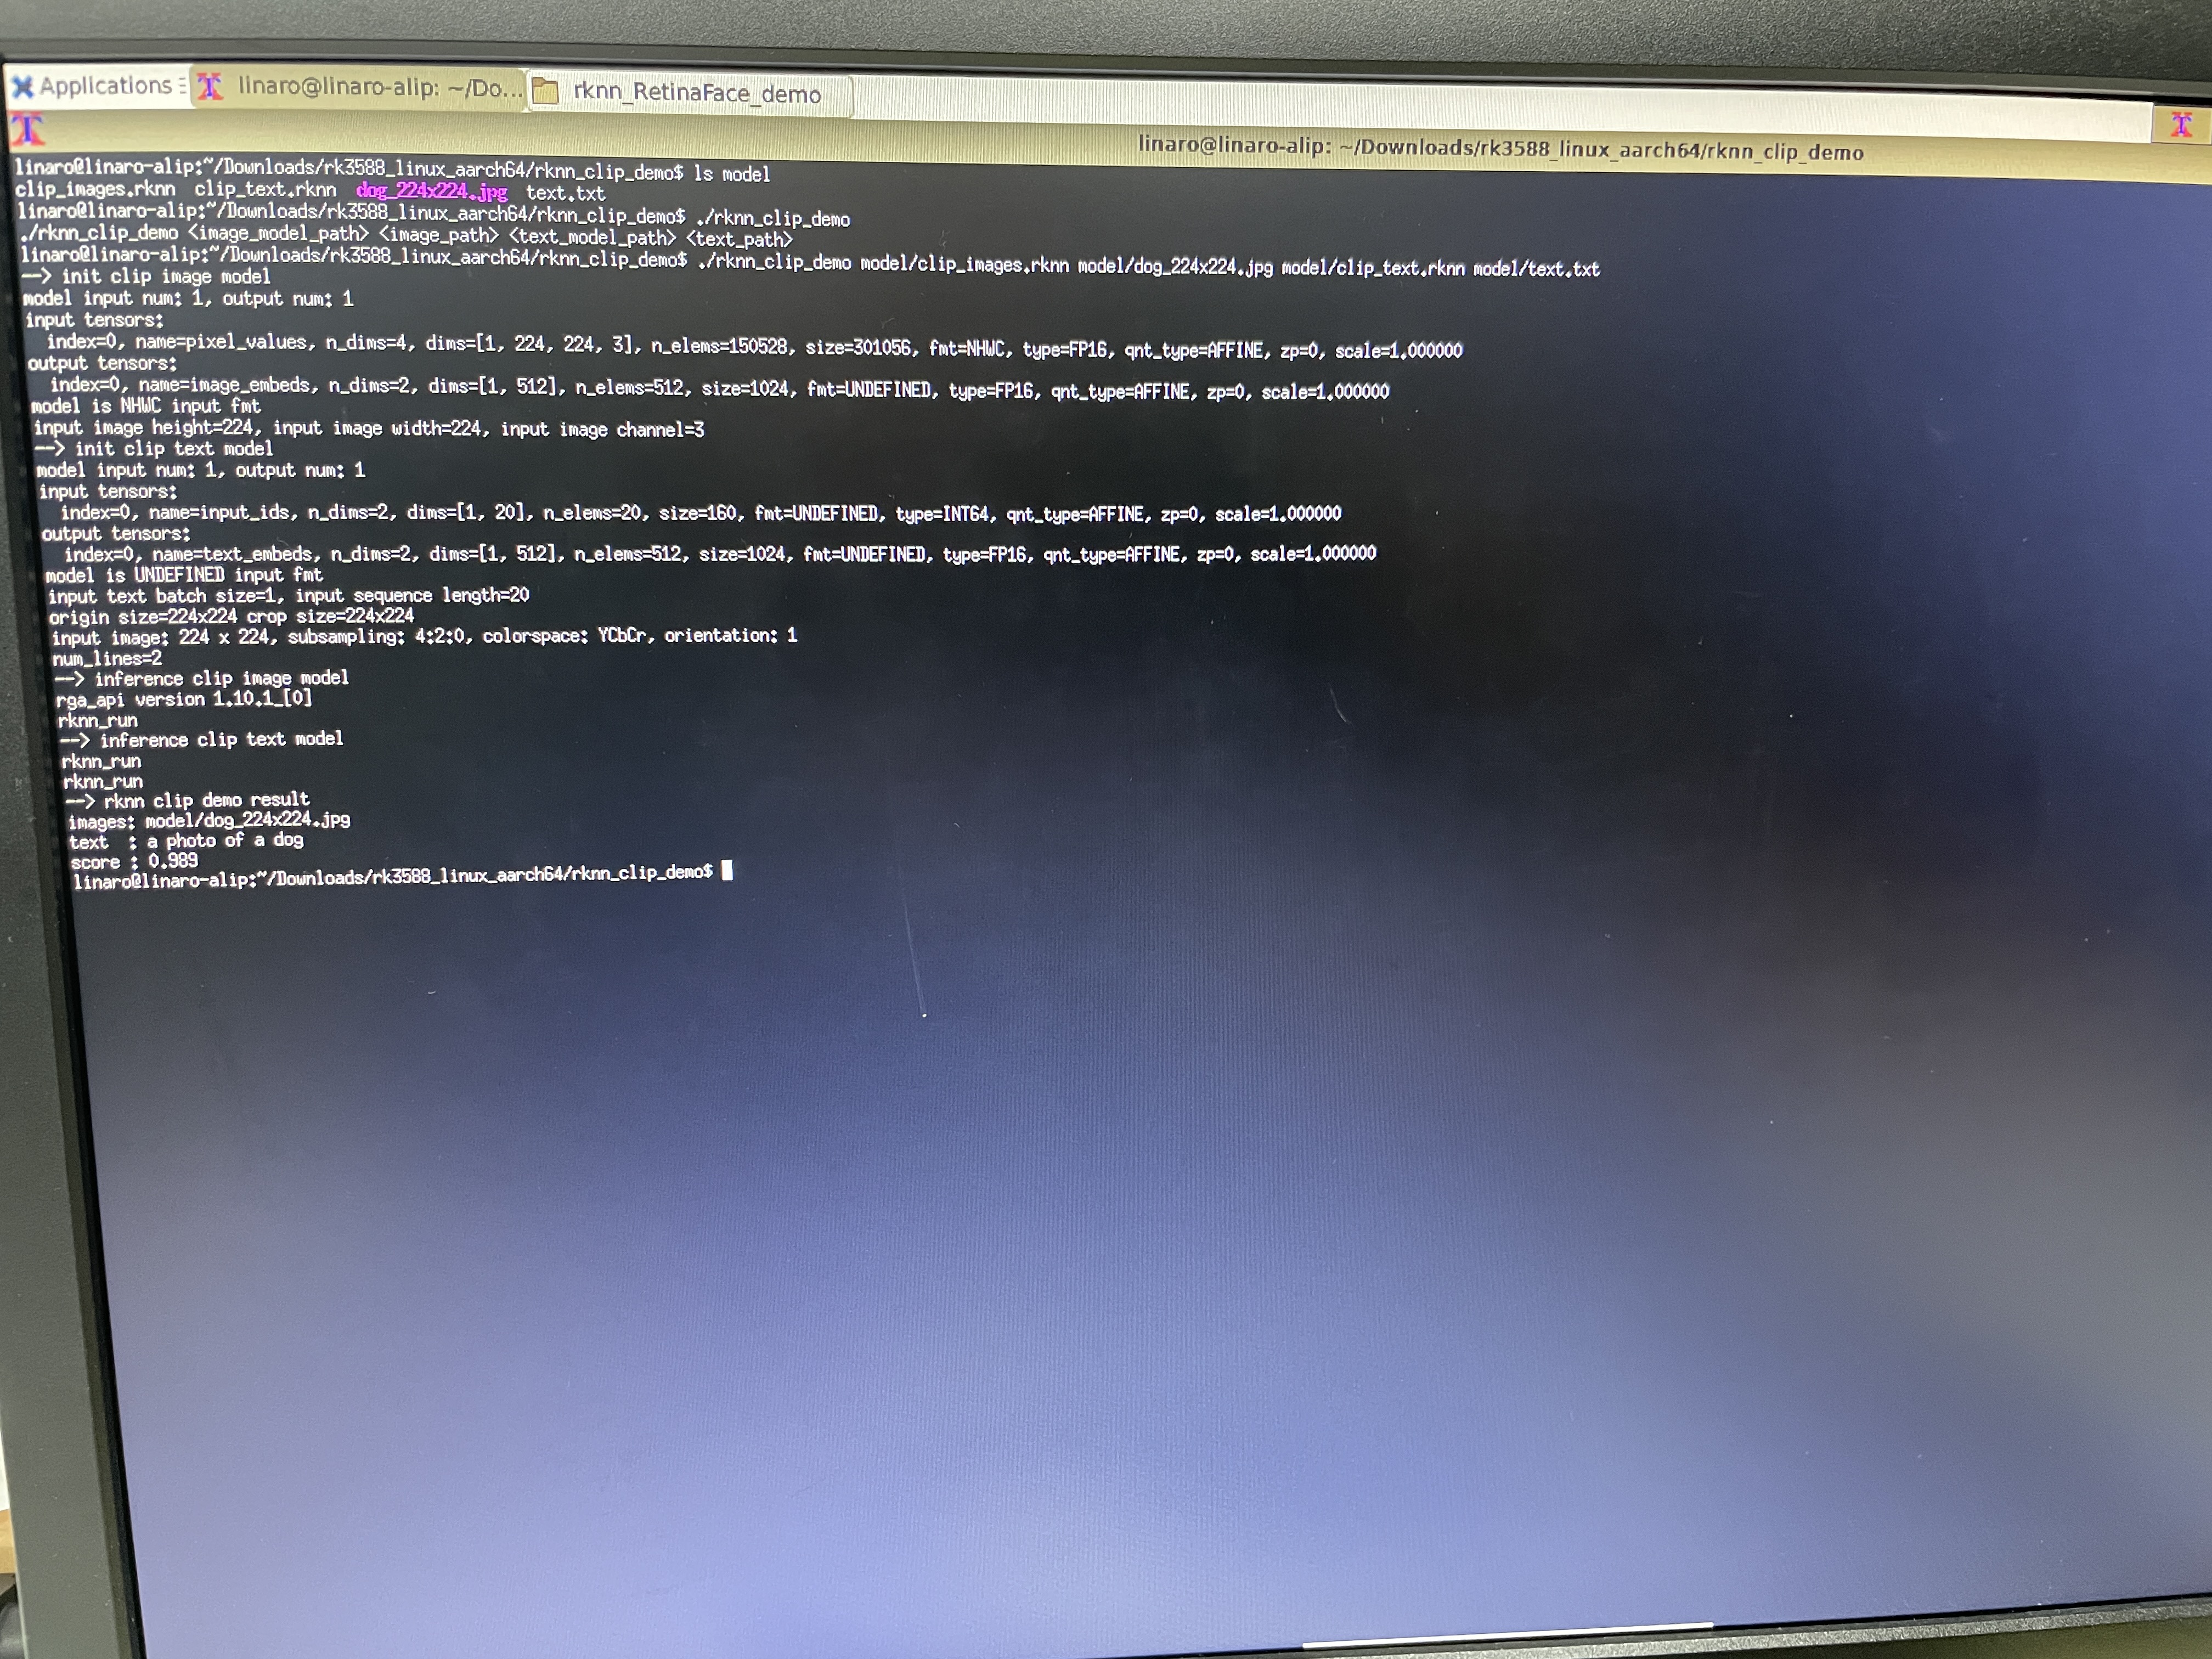 Applications
linaro@linaro-alip: ~/Do...
rknn_RetinaFace_demo
linaro@linaro-alip: ~/Downloads/rk3588_linux_aarch64/rknn_clip_demo
linaro@linaro-alip:~/Downloads/rk3588_linux_aarch64/rknn_clip_demo$ ls model
clip_images.rknn  clip_text.rknn  dog_224x224.jpg  text.txt
linaro@linaro-alip:~/Downloads/rk3588_linux_aarch64/rknn_clip_demo$ ./rknn_clip_demo
./rknn_clip_demo <image_model_path> <image_path> <text_model_path> <text_path>
linaro@linaro-alip:~/Downloads/rk3588_linux_aarch64/rknn_clip_demo$ ./rknn_clip_demo model/clip_images.rknn model/dog_224x224.jpg model/clip_text.rknn model/text.txt
--> init clip image model
model input num: 1, output num: 1
input tensors:
  index=0, name=pixel_values, n_dims=4, dims=[1, 224, 224, 3], n_elems=150528, size=301056, fmt=NHWC, type=FP16, qnt_type=AFFINE, zp=0, scale=1.000000
output tensors:
  index=0, name=image_embeds, n_dims=2, dims=[1, 512], n_elems=512, size=1024, fmt=UNDEFINED, type=FP16, qnt_type=AFFINE, zp=0, scale=1.000000
model is NHWC input fmt
input image height=224, input image width=224, input image channel=3
--> init clip text model
model input num: 1, output num: 1
input tensors:
  index=0, name=input_ids, n_dims=2, dims=[1, 20], n_elems=20, size=160, fmt=UNDEFINED, type=INT64, qnt_type=AFFINE, zp=0, scale=1.000000
output tensors:
  index=0, name=text_embeds, n_dims=2, dims=[1, 512], n_elems=512, size=1024, fmt=UNDEFINED, type=FP16, qnt_type=AFFINE, zp=0, scale=1.000000
model is UNDEFINED input fmt
input text batch size=1, input sequence length=20
origin size=224x224 crop size=224x224
input image: 224 x 224, subsampling: 4:2:0, colorspace: YCbCr, orientation: 1
num_lines=2
--> inference clip image model
rga_api version 1.10.1_[0]
rknn_run
--> inference clip text model
rknn_run
rknn_run
--> rknn clip demo result
images: model/dog_224x224.jpg
text  : a photo of a dog
score : 0.989
linaro@linaro-alip:~/Downloads/rk3588_linux_aarch64/rknn_clip_demo$